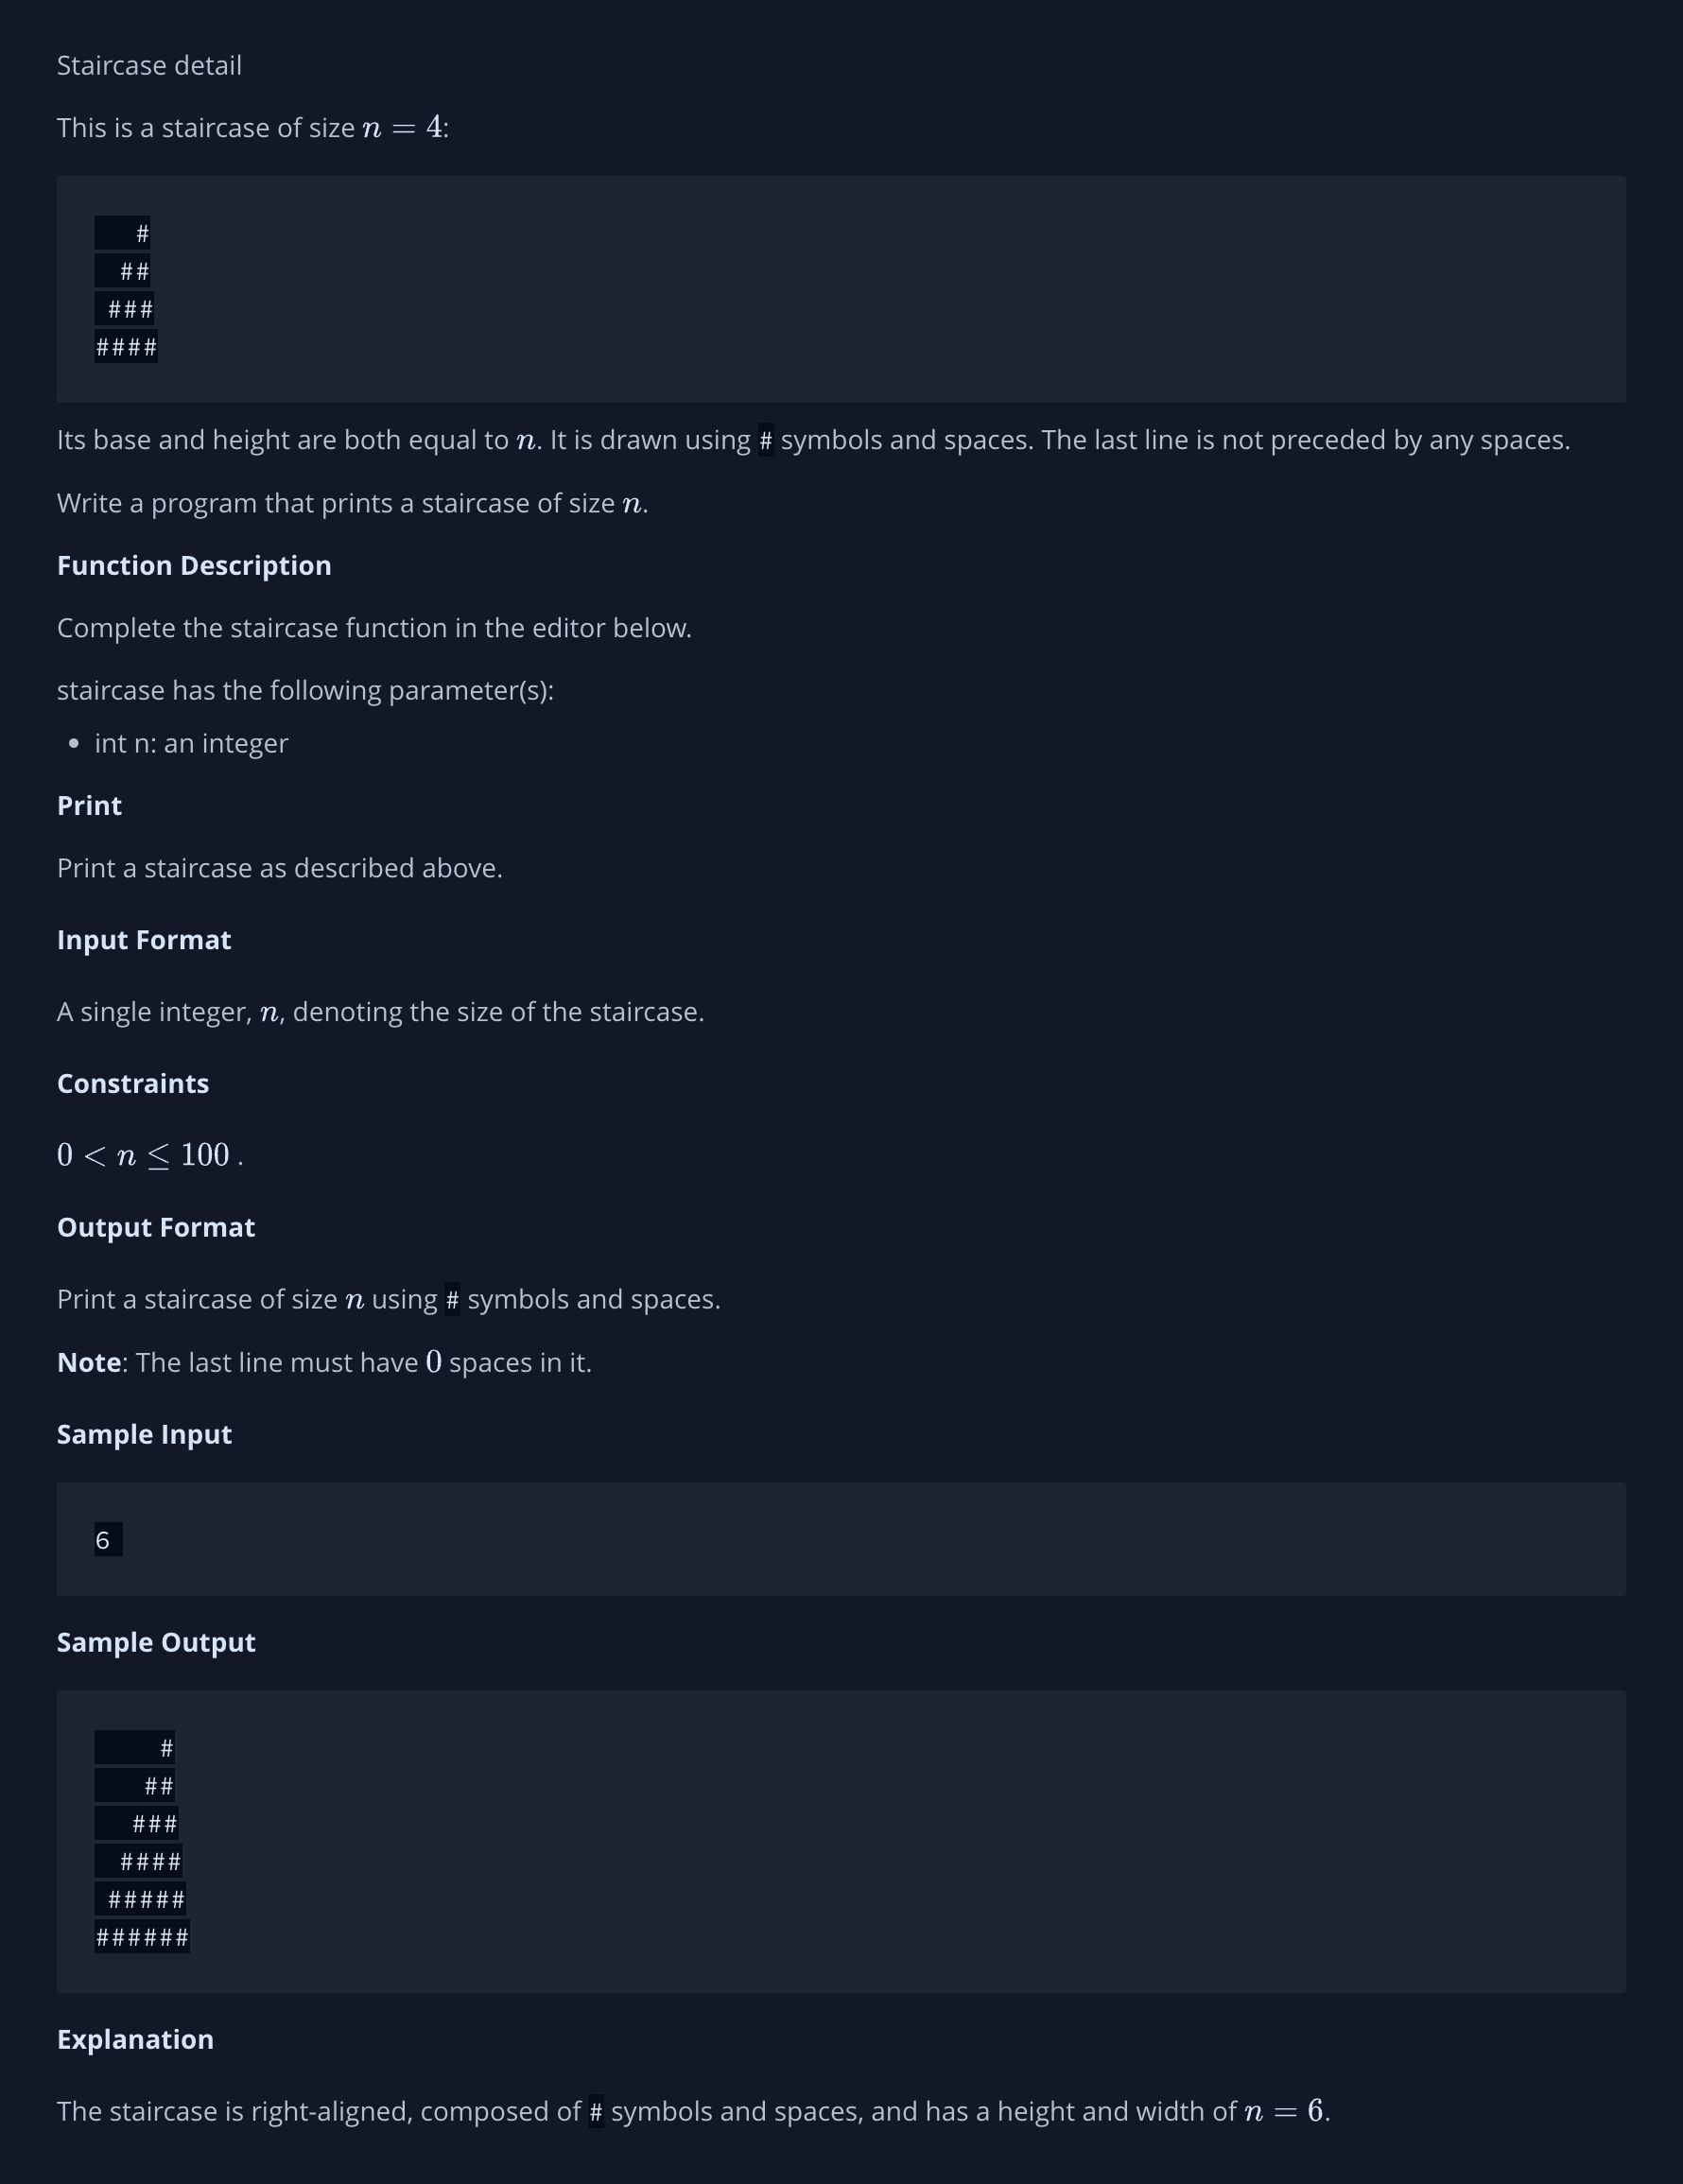 Staircase detail
This is a staircase of size n = 4:
   #
  ##
 ###
####
Its base and height are both equal to n. It is drawn using # symbols and spaces. The last line is not preceded by any spaces.
Write a program that prints a staircase of size n.
Function Description
Complete the staircase function in the editor below.
staircase has the following parameter(s):
• int n: an integer
Print
Print a staircase as described above.
Input Format
A single integer, n, denoting the size of the staircase.
Constraints
0 < n ≤ 100 .
Output Format
Print a staircase of size n using # symbols and spaces.
Note: The last line must have 0 spaces in it.
Sample Input
6
Sample Output
     #
    ##
   ###
  ####
 #####
######
Explanation
The staircase is right-aligned, composed of # symbols and spaces, and has a height and width of n = 6.